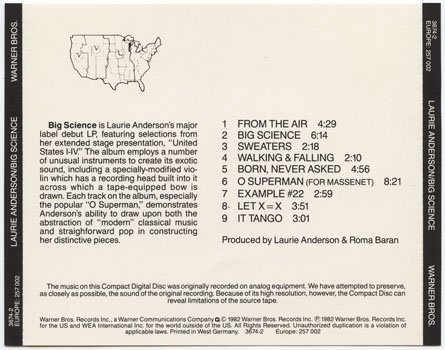 WARNER BROS.
LAURIE ANDERSON/BIG SCIENCE
3674-2
EUROPE: 257 002
Big Science is Laurie Anderson's major
label debut LP, featuring selections from
her extended stage presentation, "United
States I-IV." The album employs a number
of unusual instruments to create its exotic
sound, including a specially-modified vio-
lin which has a recording head built into it
across which a tape-equipped bow is
drawn. Each track on the album, especially
the popular "O Superman," demonstrates
Anderson's ability to draw upon both the
abstraction of "modern" classical music
and straighforward pop in constructing
her distinctive pieces.
1 FROM THE AIR 4:29
2 BIG SCIENCE 6:14
3 SWEATERS 2:18
4 WALKING & FALLING 2:10
5 BORN, NEVER ASKED 4:56
6 O SUPERMAN (FOR MASSENET) 8:21
7 EXAMPLE #22 2:59
8 LET X=X 3:51
9 IT TANGO 3:01
Produced by Laurie Anderson & Roma Baran
The music on this Compact Digital Disc was originally recorded on analog equipment. We have attempted to preserve,
as closely as possible, the sound of the original recording. Because of its high resolution, however, the Compact Disc can
reveal limitations of the source tape.
Warner Bros. Records Inc., a Warner Communications Company © 1982 Warner Bros. Records Inc. ℗ 1982 Warner Bros. Records Inc.
for the US and WEA International Inc. for the world outside of the US. All Rights Reserved. Unauthorized duplication is a violation of
applicable laws. Printed in West Germany 3674-2 Europe: 257 002
3674-2
EUROPE: 257 002
LAURIE ANDERSON/BIG SCIENCE
WARNER BROS.